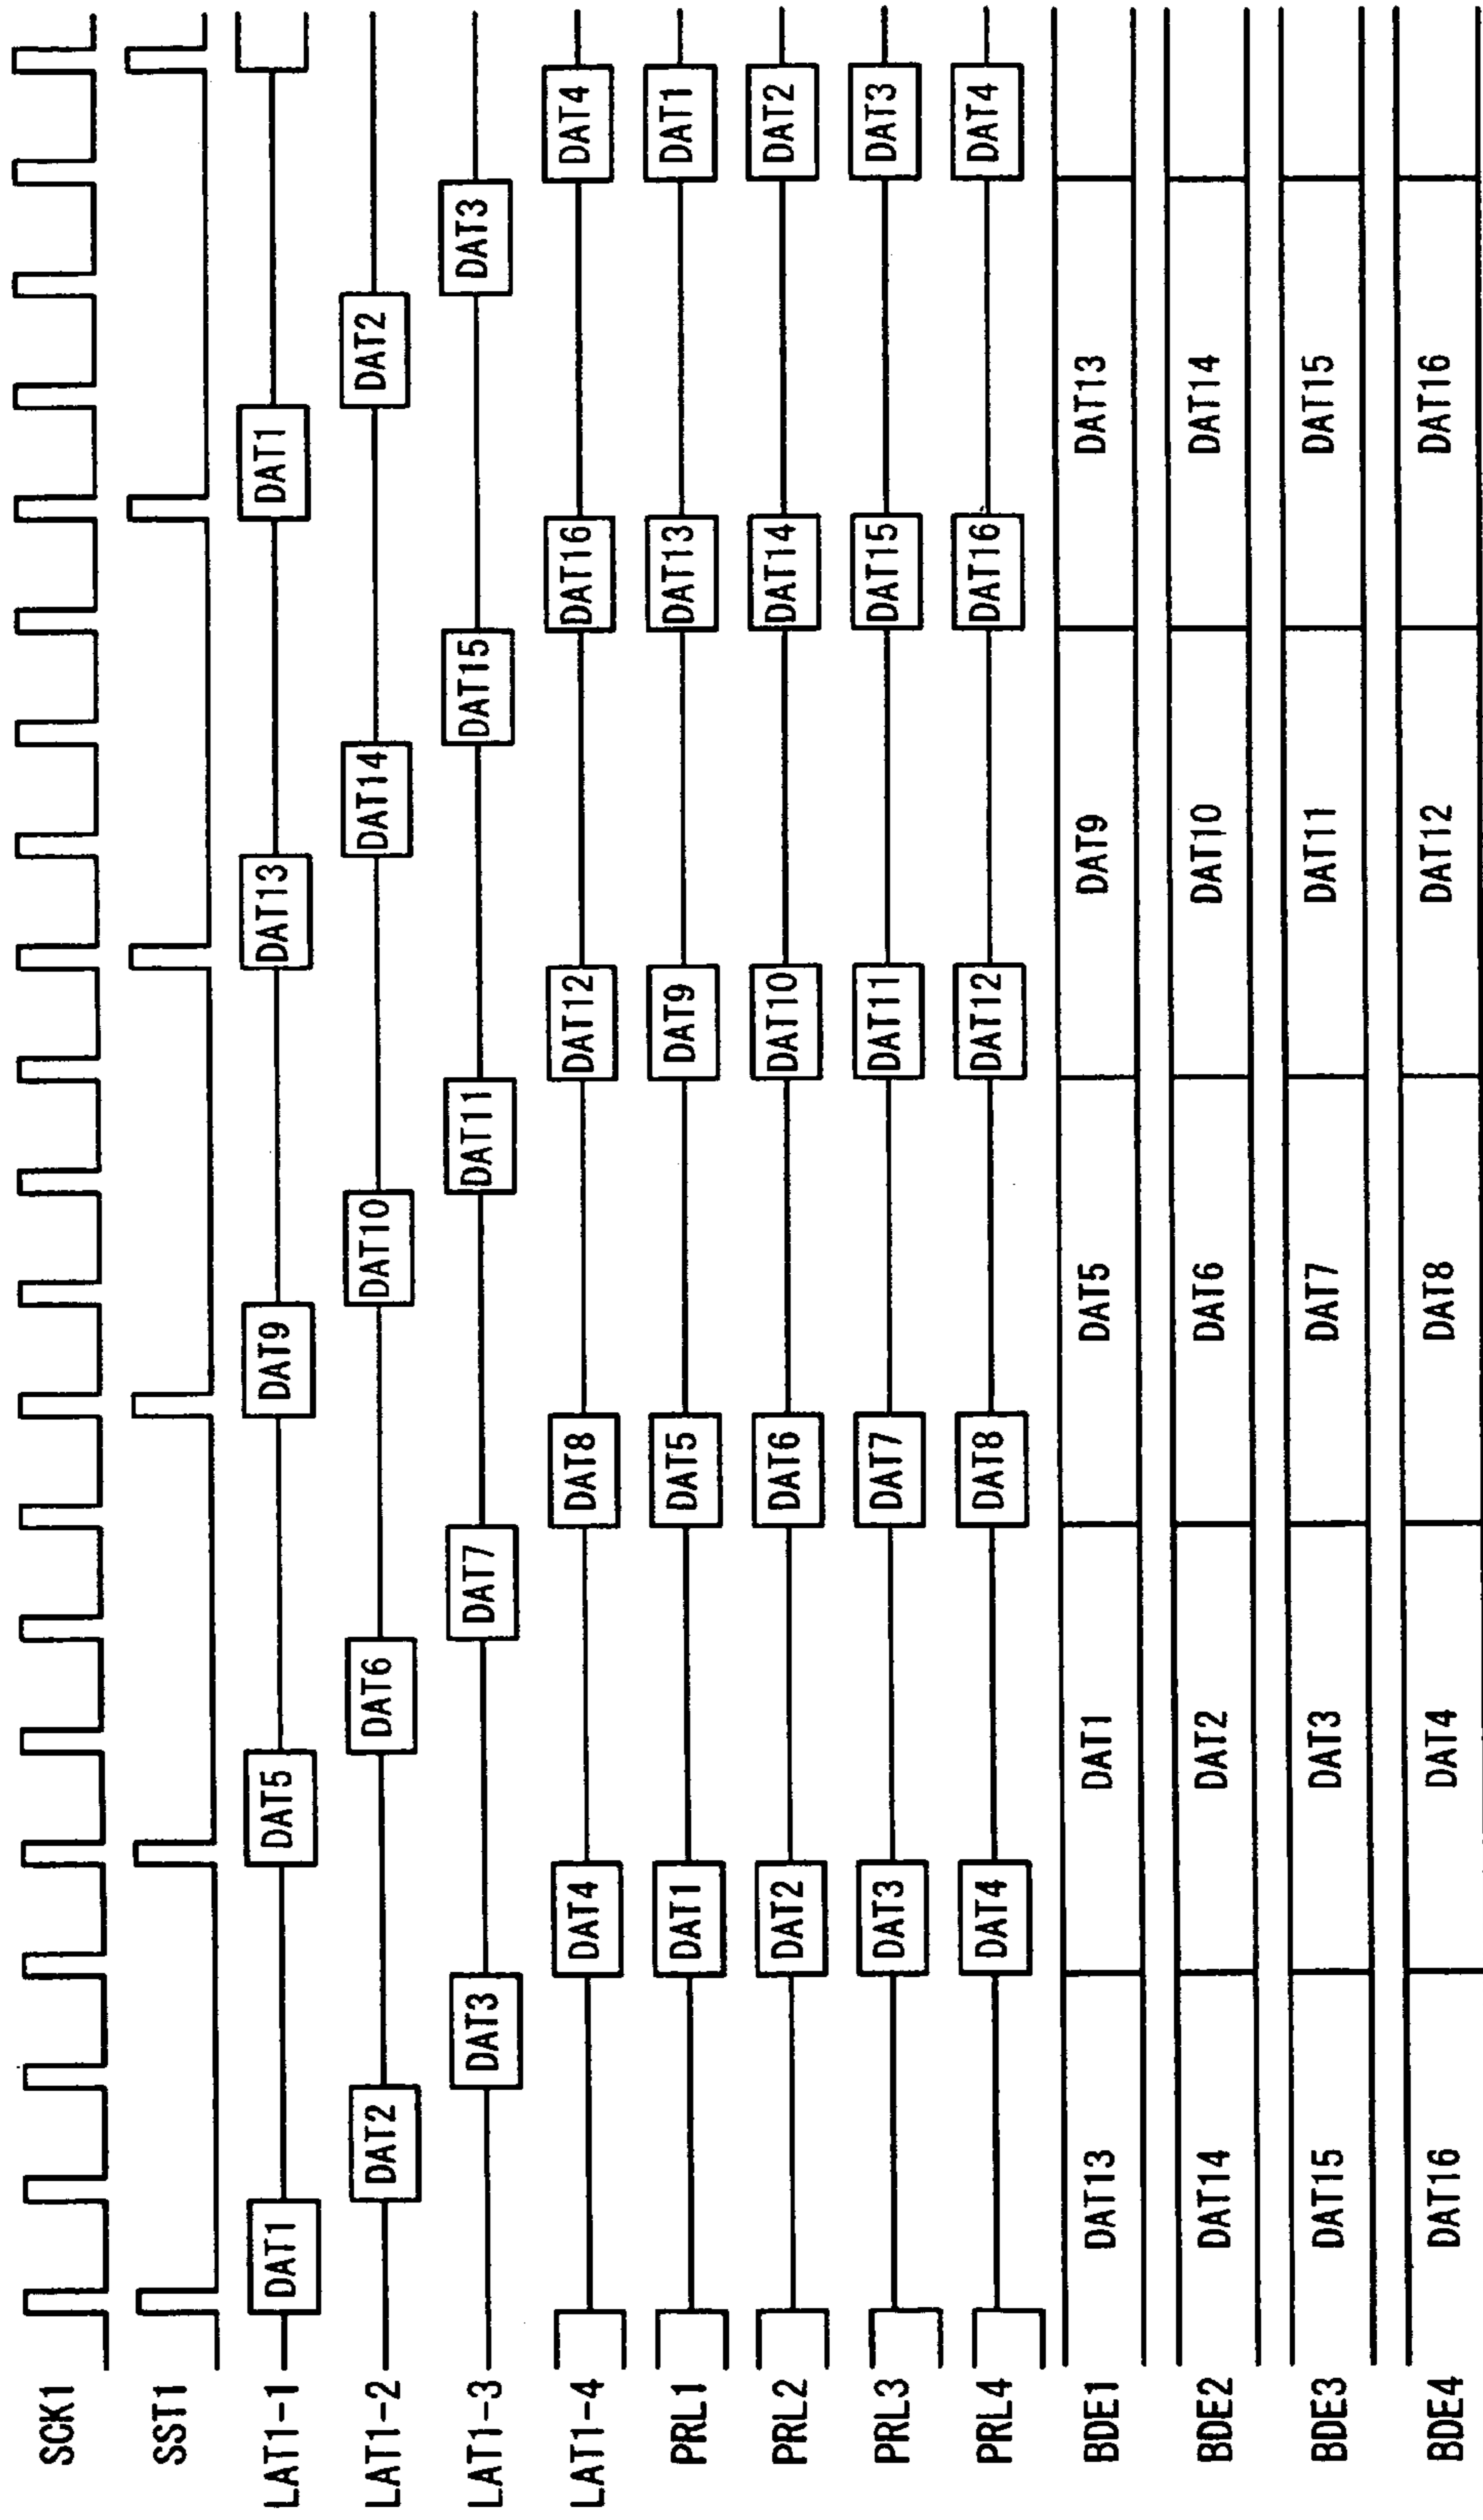 SCK1
SST1
LAT1-1 DAT1 DAT5 DAT9 DAT13 DAT1
LAT1-2 DAT2 DAT6 DAT10 DAT14 DAT2
LAT1-3 DAT3 DAT7 DAT11 DAT15 DAT3
LAT1-4 DAT4 DAT8 DAT12 DAT16 DAT4
PRL1 DAT1 DAT5 DAT9 DAT13 DAT1
PRL2 DAT2 DAT6 DAT10 DAT14 DAT2
PRL3 DAT3 DAT7 DAT11 DAT15 DAT3
PRL4 DAT4 DAT8 DAT12 DAT16 DAT4
BDE1 DAT13 DAT1 DAT5 DAT9 DAT13
BDE2 DAT14 DAT2 DAT6 DAT10 DAT14
BDE3 DAT15 DAT3 DAT7 DAT11 DAT15
BDE4 DAT16 DAT4 DAT8 DAT12 DAT16